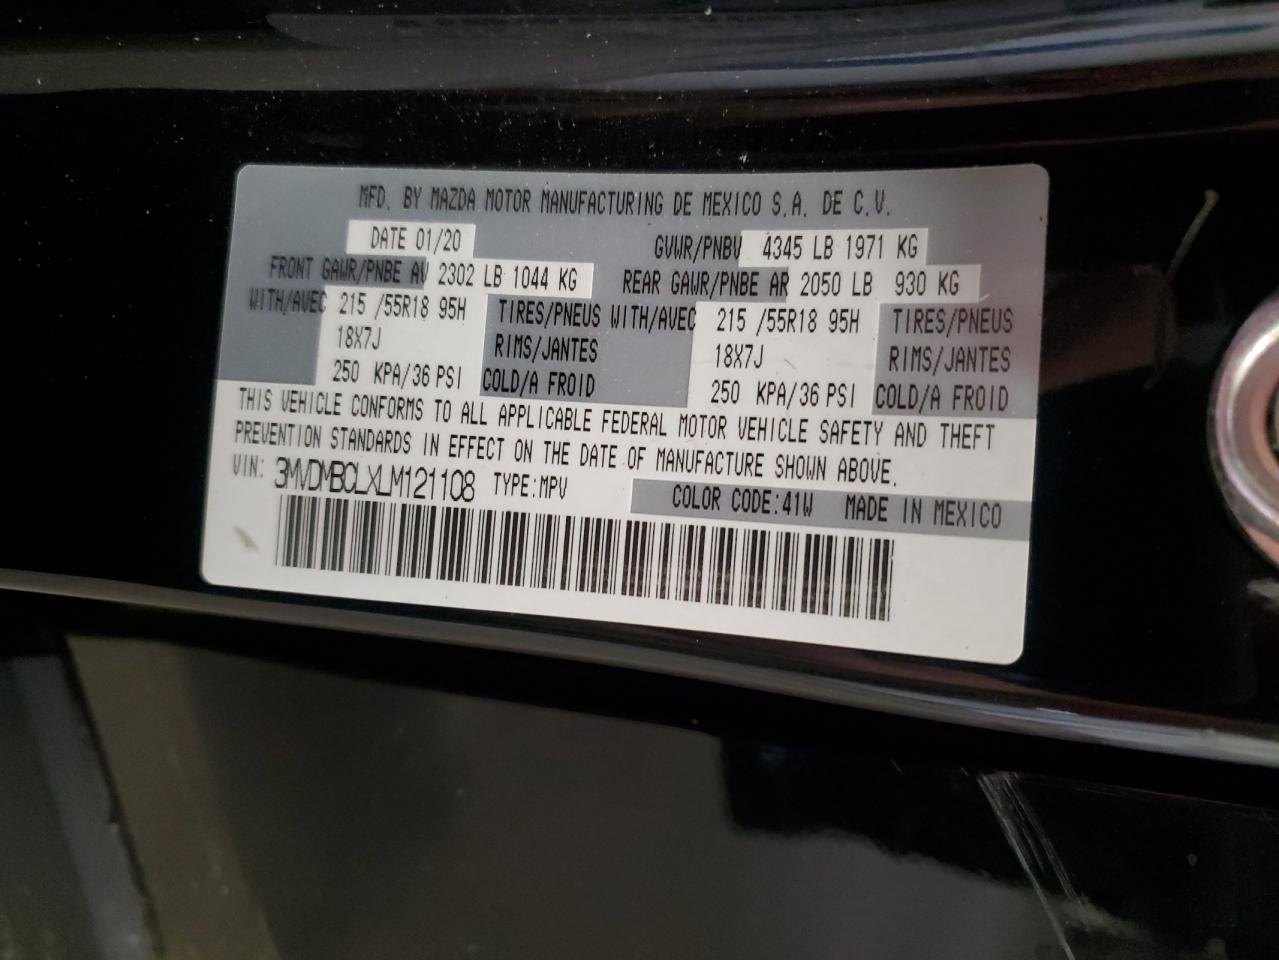 MFD. BY MAZDA MOTOR MANUFACTURING DE MEXICO S.A. DE C.V.
DATE 01/20 GVWR/PNBV 4345 LB 1971 KG
FRONT GAWR/PNBE AV 2302 LB 1044 KG REAR GAWR/PNBE AR 2050 LB 930 KG
WITH/AVEC 215 /55R18 95H TIRES/PNEUS WITH/AVEC 215 /55R18 95H TIRES/PNEUS
18X7J RIMS/JANTES 18X7J RIMS/JANTES
250 KPA/36 PSI COLD/A FROID 250 KPA/36 PSI COLD/A FROID
THIS VEHICLE CONFORMS TO ALL APPLICABLE FEDERAL MOTOR VEHICLE SAFETY AND THEFT
PREVENTION STANDARDS IN EFFECT ON THE DATE OF MANUFACTURE SHOWN ABOVE.
VIN: 3MVDMBCLXLM121108 TYPE:MPV COLOR CODE:41W MADE IN MEXICO